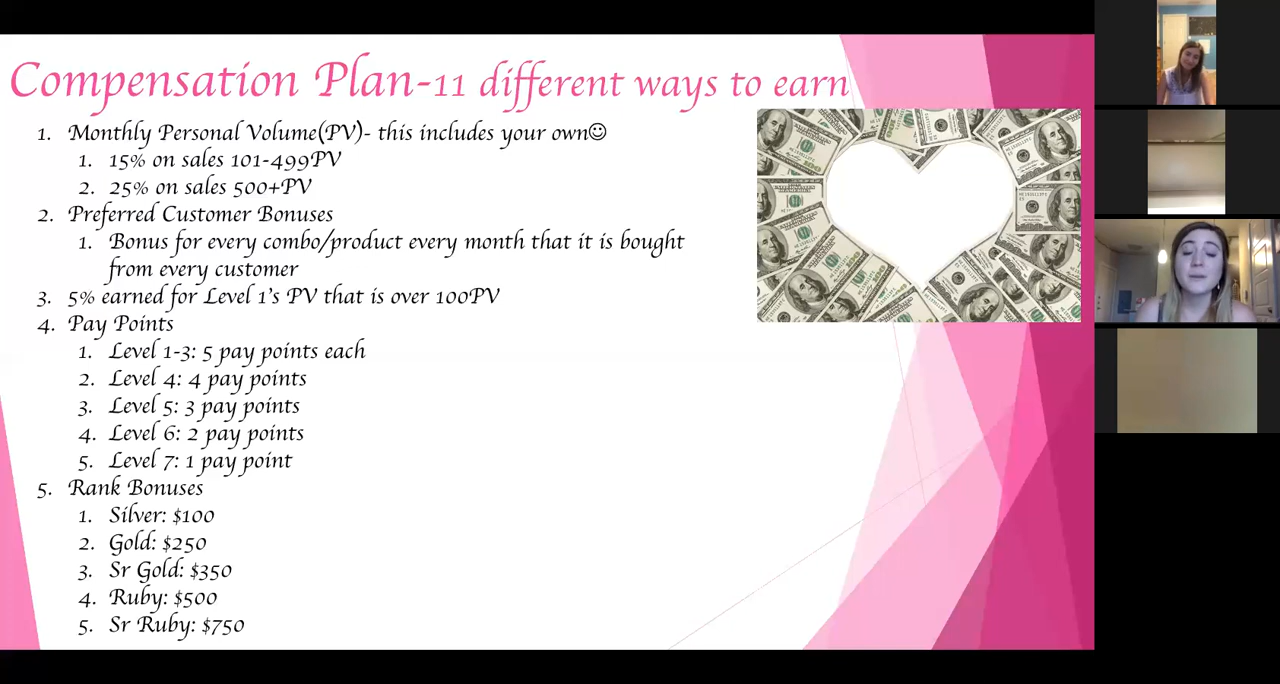 Compensation Plan-11 different ways to earn
1. Monthly Personal Volume(PV)- this includes your own☺
1. 15% on sales 101-499PV
2. 25% on sales 500+PV
2. Preferred Customer Bonuses
1. Bonus for every combo/product every month that it is bought
from every customer
3. 5% earned for Level 1's PV that is over 100PV
4. Pay Points
1. Level 1-3: 5 pay points each
2. Level 4: 4 pay points
3. Level 5: 3 pay points
4. Level 6: 2 pay points
5. Level 7: 1 pay point
5. Rank Bonuses
1. Silver: $100
2. Gold: $250
3. Sr Gold: $350
4. Ruby: $500
5. Sr Ruby: $750